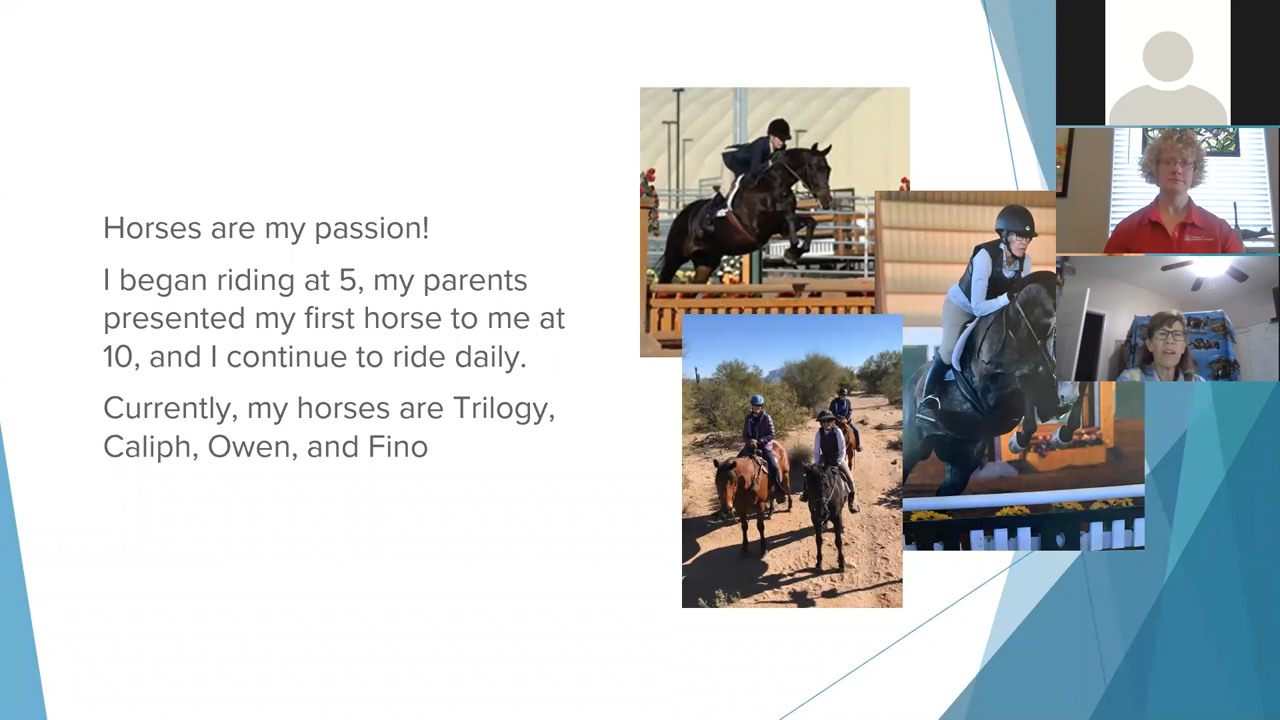 Horses are my passion!
I began riding at 5, my parents
presented my first horse to me at
10, and I continue to ride daily.
Currently, my horses are Trilogy,
Caliph, Owen, and Fino